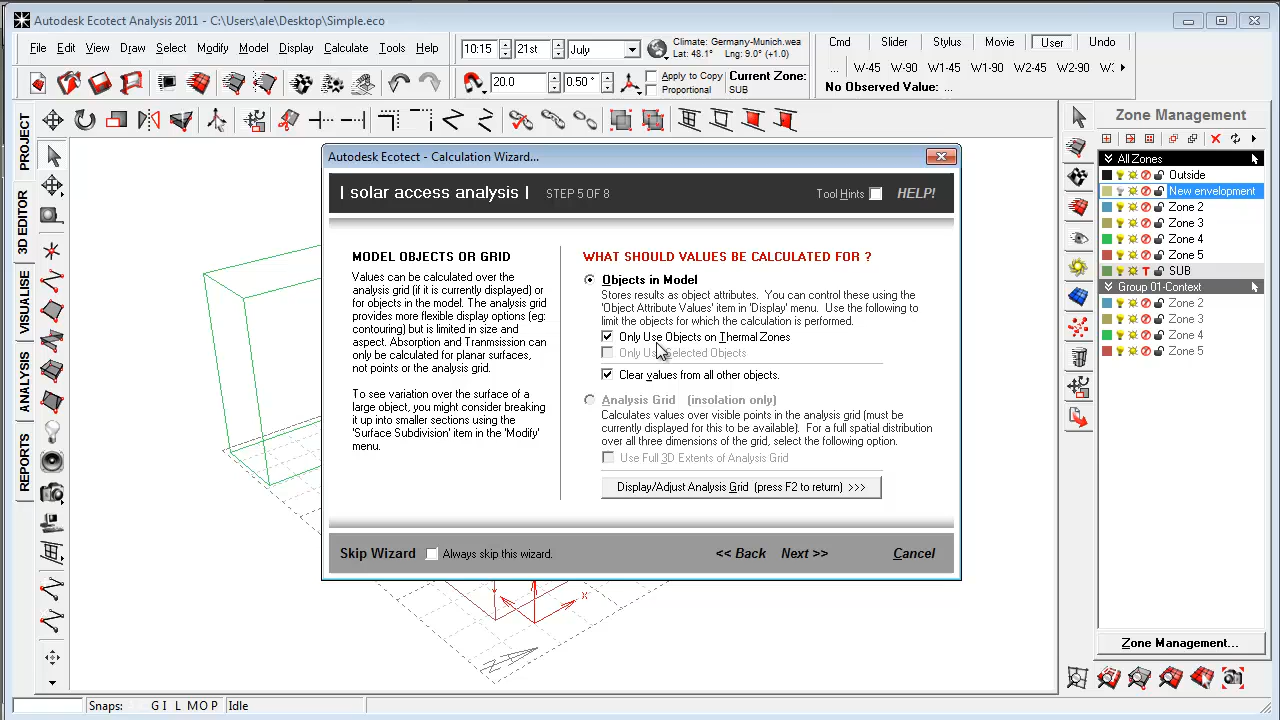 Autodesk Ecotect Analysis 2011 - C:\Users\ale\Desktop\Simple.eco
File Edit View Draw Select Modify Model Display Calculate Tools Help
10:15 21st July
Climate: Germany-Munich.wea
Lat: 48.1° Lng: 9.0° (+1.0)
Cmd Slider Stylus Movie User Undo
W-45 W-90 W1-45 W1-90 W2-45 W2-90 W:
No Observed Value: ...
20.0 0.50 °
Apply to Copy
Proportional
Current Zone:
SUB
PROJECT
3D EDITOR
VISUALISE
ANALYSIS
REPORTS
Autodesk Ecotect - Calculation Wizard...
| solar access analysis | STEP 5 OF 8
Tool Hints HELP!
MODEL OBJECTS OR GRID
Values can be calculated over the
anaysis grid (if it is currently displayed) or
for objects in the model. The analysis grid
provides more flexible display options (eg:
contouring) but is limited in size and
aspect. Absorption and Tranmsission can
only be calculated for planar surfaces,
not points or the analysis grid.
To see variation over the surface of a
large object, you might consider breaking
it up into smaller sections using the
'Surface Subdivision' item in the 'Modify'
menu.
WHAT SHOULD VALUES BE CALCULATED FOR ?
Objects in Model
Stores results as object attributes. You can control these using the
'Object Attribute Values' item in 'Display' menu. Use the following to
limit the objects for which the calculation is performed.
Only Use Objects on Thermal Zones
Only Use Selected Objects
Clear values from all other objects.
Analysis Grid (insolation only)
Calculates values over visible points in the analysis grid (must be
currently displayed for this to be available). For a full spatial distribution
over all three dimensions of the grid, select the following option.
Use Full 3D Extents of Analysis Grid
Display/Adjust Analysis Grid (press F2 to return) >>>
Skip Wizard Always skip this wizard.
<< Back Next >> Cancel
X
Zone Management
All Zones
Outside
New envelopment
Zone 2
Zone 3
Zone 4
Zone 5
T SUB
Group 01-Context
Zone 2
Zone 3
Zone 4
Zone 5
Zone Management...
Snaps: G I L M O P Idle